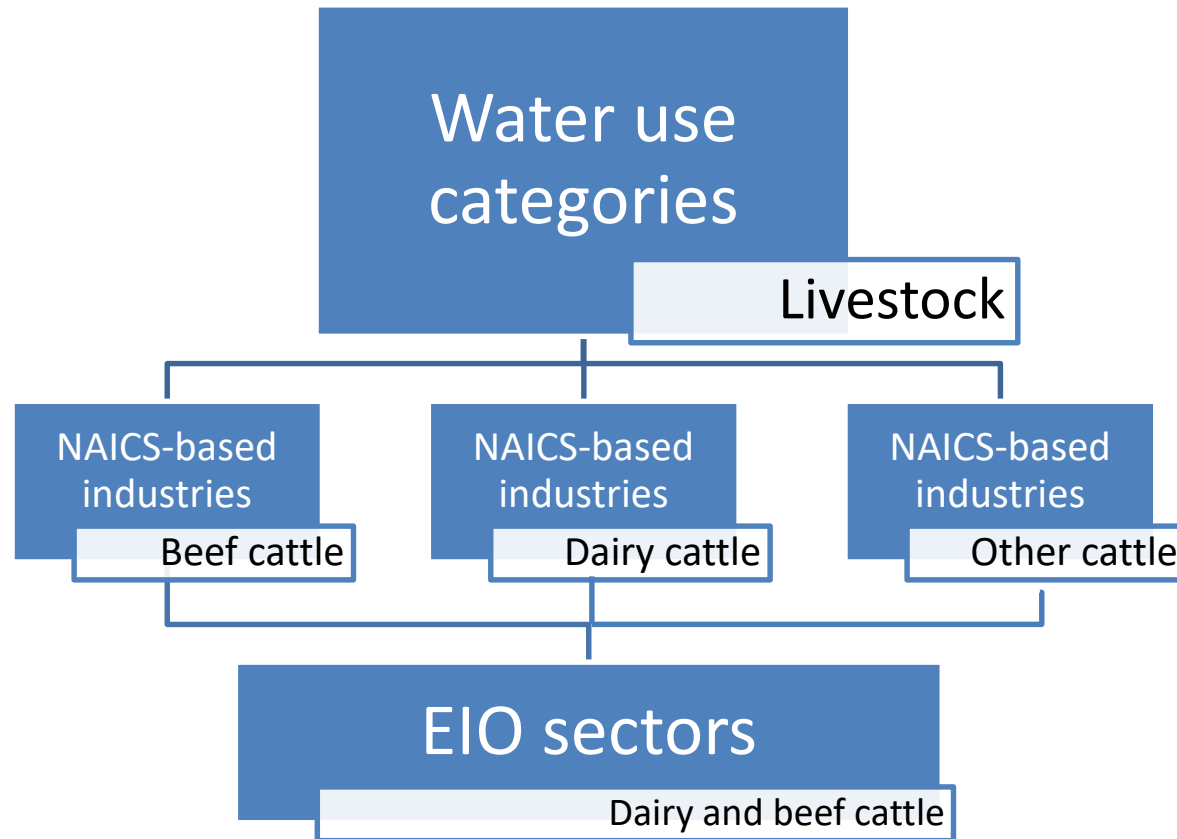 Water use
categories
Livestock
NAICS-based
industries
Beef cattle
NAICS-based
industries
Dairy cattle
NAICS-based
industries
Other cattle
EIO sectors
Dairy and beef cattle